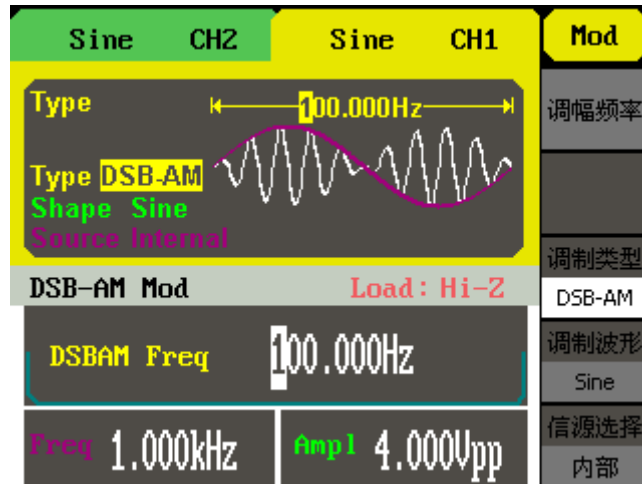 Sine CH2 Sine CH1 Mod
Type 100.000Hz
Type DSB-AM
Shape Sine
Source Internal
DSB-AM Mod Load: Hi-Z
DSBAM Freq 100.000Hz
Freq 1.000kHz Ampl 4.000Vpp
调幅频率
调制类型
DSB-AM
调制波形
Sine
信源选择
内部